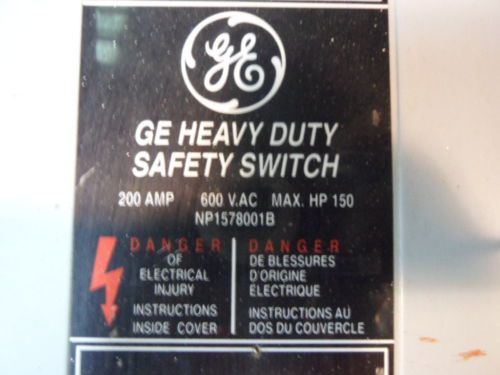 GE
GE HEAVY DUTY
SAFETY SWITCH
200 AMP 600 V.AC MAX. HP 150
NP1578001B
DANGER
OF
ELECTRICAL
INJURY
INSTRUCTIONS
INSIDE COVER
DANGER
DE BLESSURES
D'ORIGINE
ÉLECTRIQUE
INSTRUCTIONS AU
DOS DU COUVERCLE